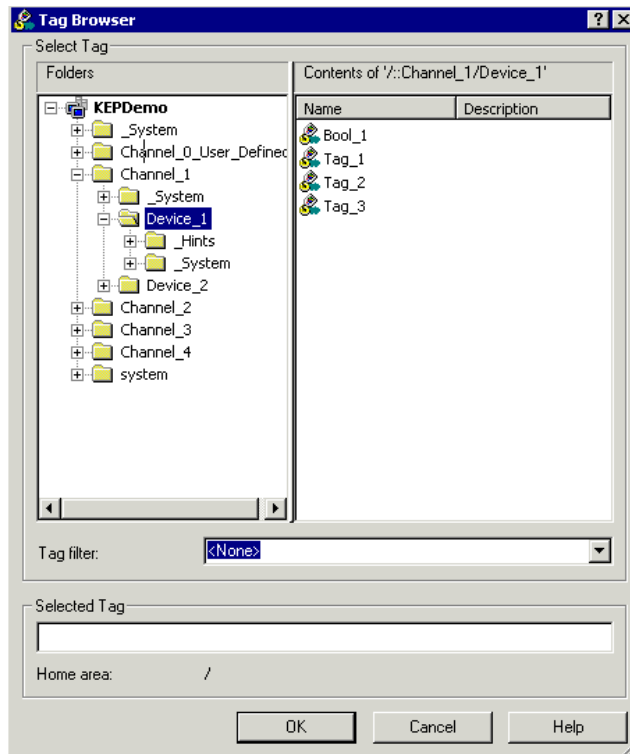 Tag Browser
Select Tag
Folders
Contents of '/::Channel_1/Device_1'
KEPDemo
_System
Channel_0_User_Defined
Channel_1
_System
Device_1
_Hints
_System
Device_2
Channel_2
Channel_3
Channel_4
system
Name Description
Bool_1
Tag_1
Tag_2
Tag_3
Tag filter: <None>
Selected Tag
Home area: /
OK Cancel Help